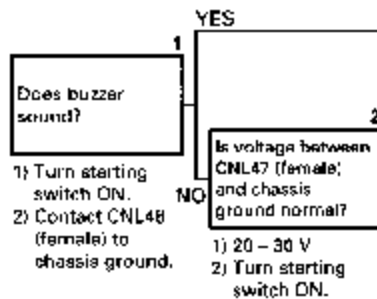 YES
1
Does buzzer
sound?
1) Turn starting
switch ON.
2) Contact CNL48
(female) to
chassis ground.
NO
2
Is voltage between
CNL47 (female)
and chassis
ground normal?
1) 20 – 30 V
2) Turn starting
switch ON.